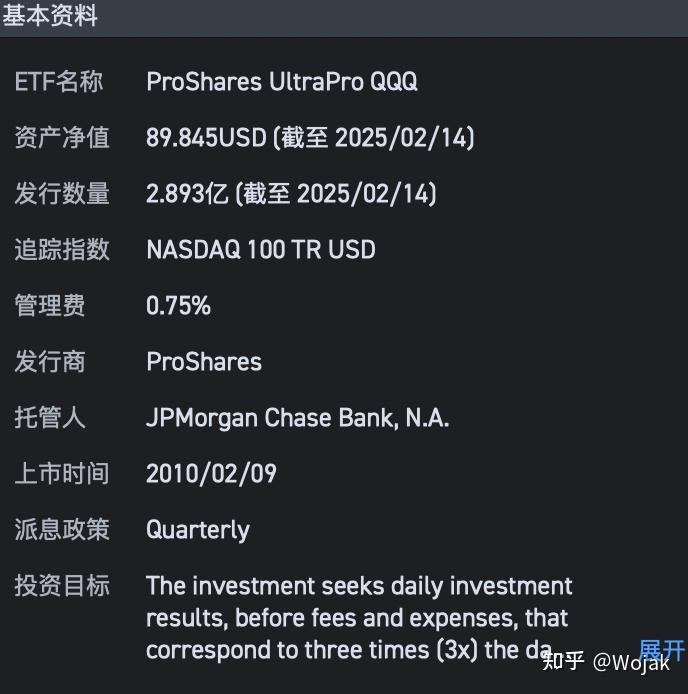 基本资料
ETF名称 ProShares UltraPro QQQ
资产净值 89.845USD (截至 2025/02/14)
发行数量 2.893亿 (截至 2025/02/14)
追踪指数 NASDAQ 100 TR USD
管理费 0.75%
发行商 ProShares
托管人 JPMorgan Chase Bank, N.A.
上市时间 2010/02/09
派息政策 Quarterly
投资目标 The investment seeks daily investment
results, before fees and expenses, that
correspond to three times (3x) the da... 展开
知乎 @Wojak